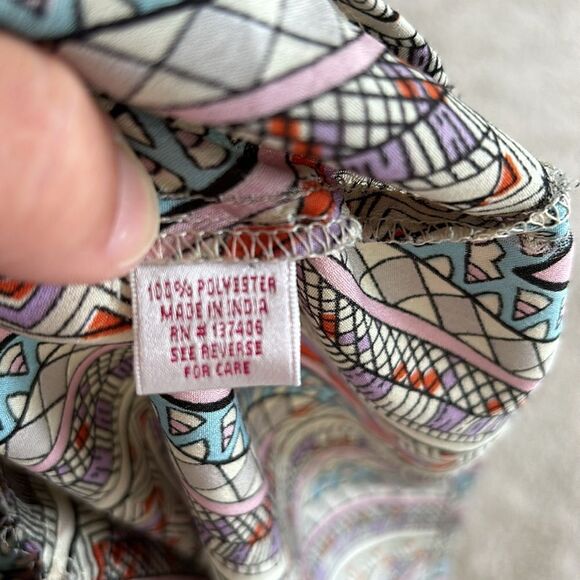 100% POLYESTER
MADE IN INDIA
RN # 137406
SEE REVERSE
FOR CARE